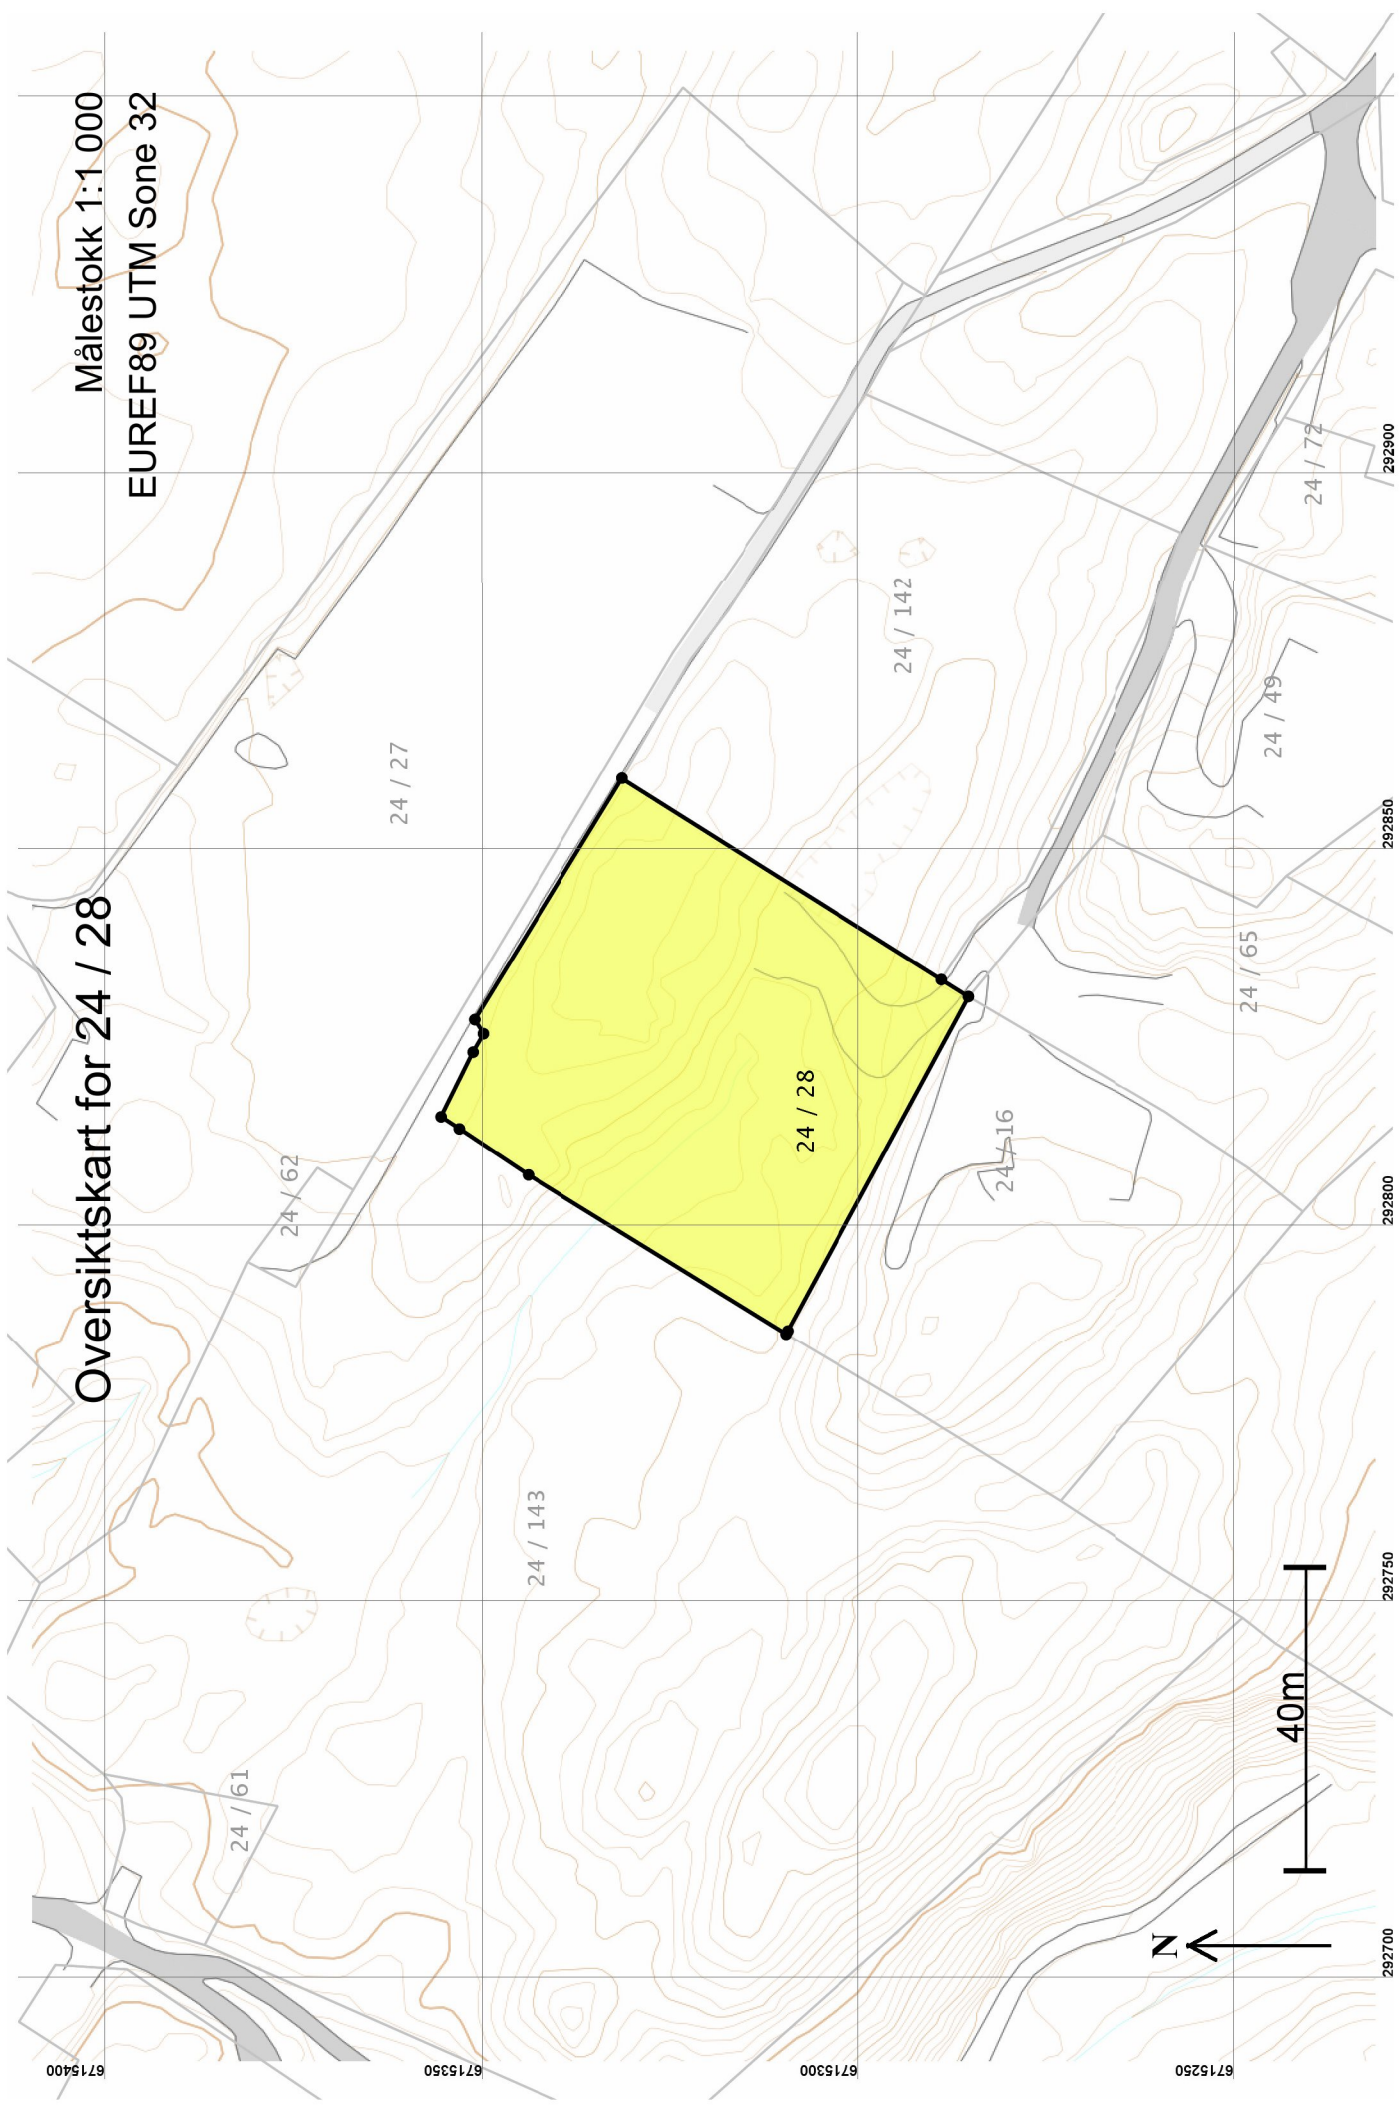 Oversiktskart for 24 / 28
Målestokk 1:1 000
EUREF89 UTM Sone 32
24 / 61
24 / 62
24 / 27
24 / 143
24 / 28
24 / 142
24 / 16
24 / 65
24 / 49
24 / 72
40m
N
6715400
6715350
6715300
6715250
292700
292750
292800
292850
292900